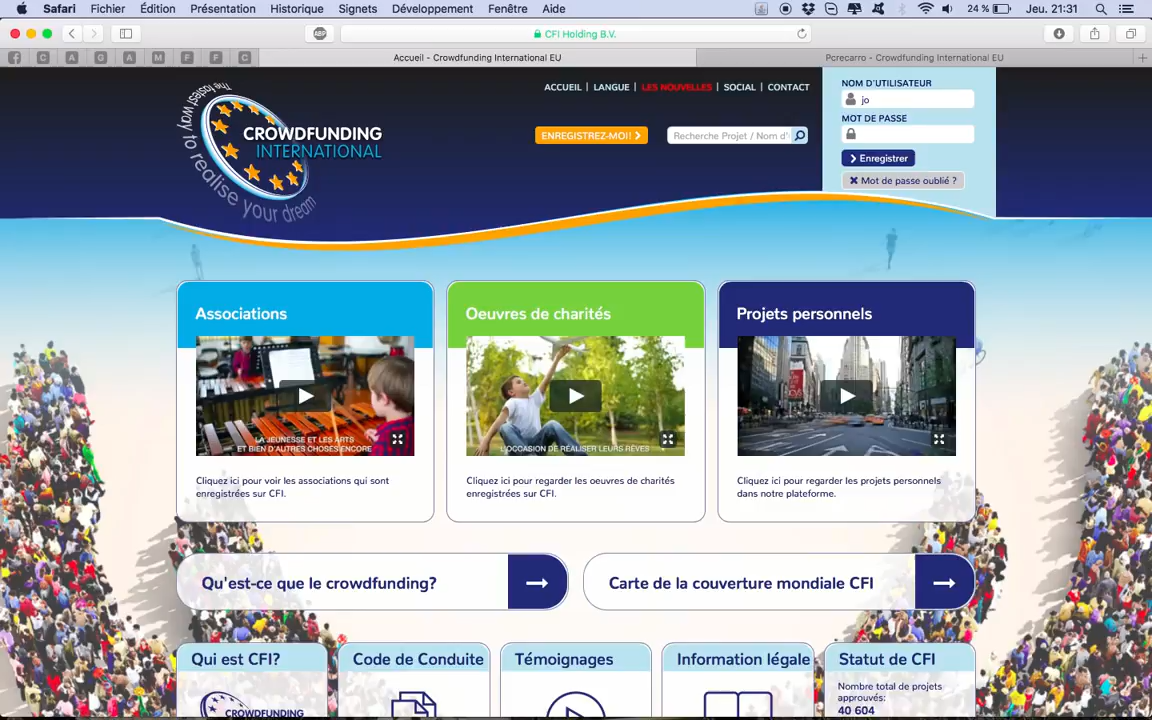 Safari Fichier Édition Présentation Historique Signets Développement Fenêtre Aide 24 % Jeu. 21:31
ABP CFI Holding B.V.
C A G A M F F C Accueil - Crowdfunding International EU Pcrecarro - Crowdfunding International EU
The fastest way to realise your dream
CROWDFUNDING
INTERNATIONAL
ACCUEIL | LANGUE | LES NOUVELLES | SOCIAL | CONTACT
ENREGISTREZ-MOI! Recherche Projet / Nom d'
NOM D'UTILISATEUR
jo
MOT DE PASSE
Enregistrer
Mot de passe oublié ?
Associations
LA JEUNESSE ET LES ARTS
ET BIEN D'AUTRES CHOSES ENCORE
Cliquez ici pour voir les associations qui sont
enregistrées sur CFI.
Oeuvres de charités
L'OCCASION DE RÉALISER LEURS RÊVES
Cliquez ici pour regarder les oeuvres de charités
enregistrées sur CFI.
Projets personnels
Cliquez ici pour regarder les projets personnels
dans notre plateforme.
Qu'est-ce que le crowdfunding?
Carte de la couverture mondiale CFI
Qui est CFI?
CROWDFUNDING
Code de Conduite
Témoignages
Information légale
Statut de CFI
Nombre total de projets
approuvés:
40 604